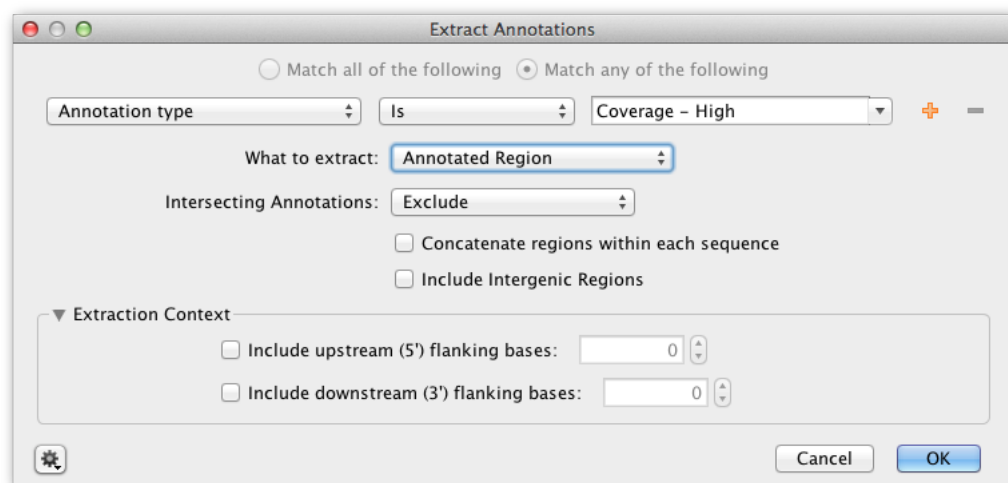 Extract Annotations
Match all of the following Match any of the following
Annotation type Is Coverage – High
What to extract: Annotated Region
Intersecting Annotations: Exclude
Concatenate regions within each sequence
Include Intergenic Regions
Extraction Context
Include upstream (5') flanking bases: 0
Include downstream (3') flanking bases: 0
Cancel OK